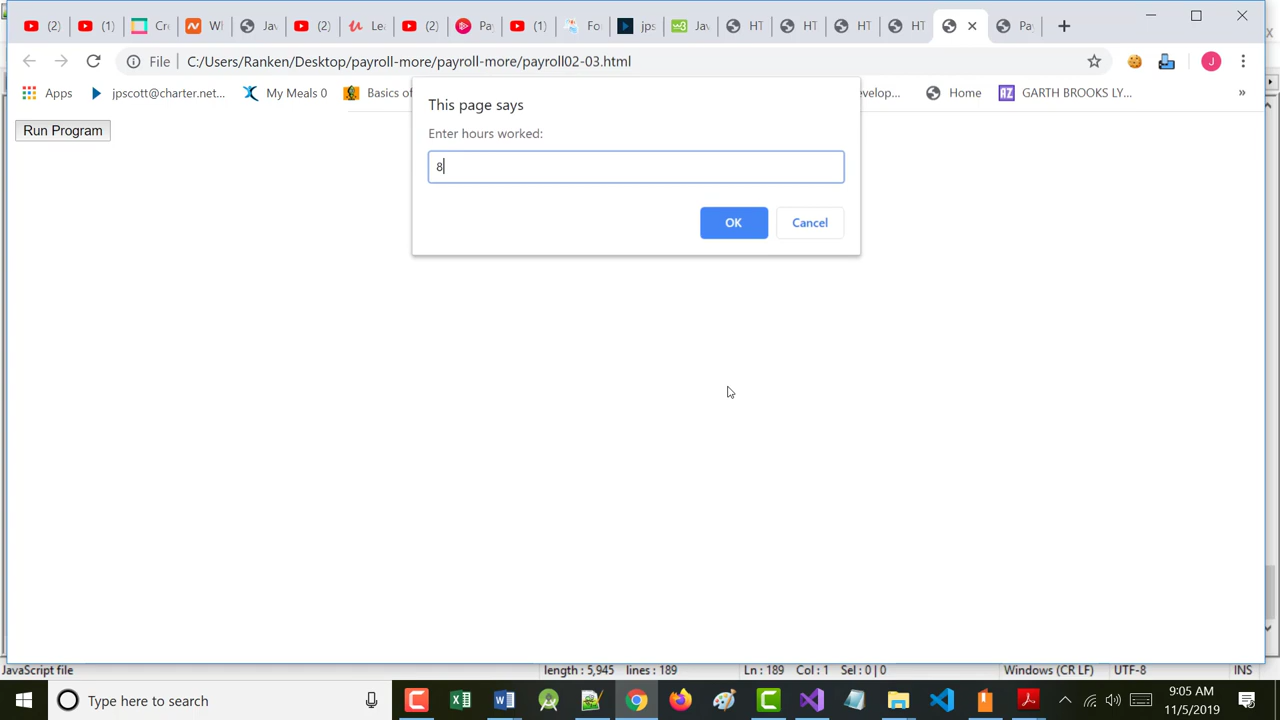 (2) (1) Cr WI Jav (2) Le (2) Pa (1) Fo jps Jav HT HT HT HT Pa
File C:/Users/Ranken/Desktop/payroll-more/payroll-more/payroll02-03.html J
Apps jpscott@charter.net... My Meals 0 Basics of evelop... Home GARTH BROOKS LY... »
This page says
Run Program
Enter hours worked:
8
OK Cancel
JavaScript file length : 5,945 lines : 189 Ln : 189 Col : 1 Sel : 0 | 0 Windows (CR LF) UTF-8 INS
Type here to search 9:05 AM
11/5/2019